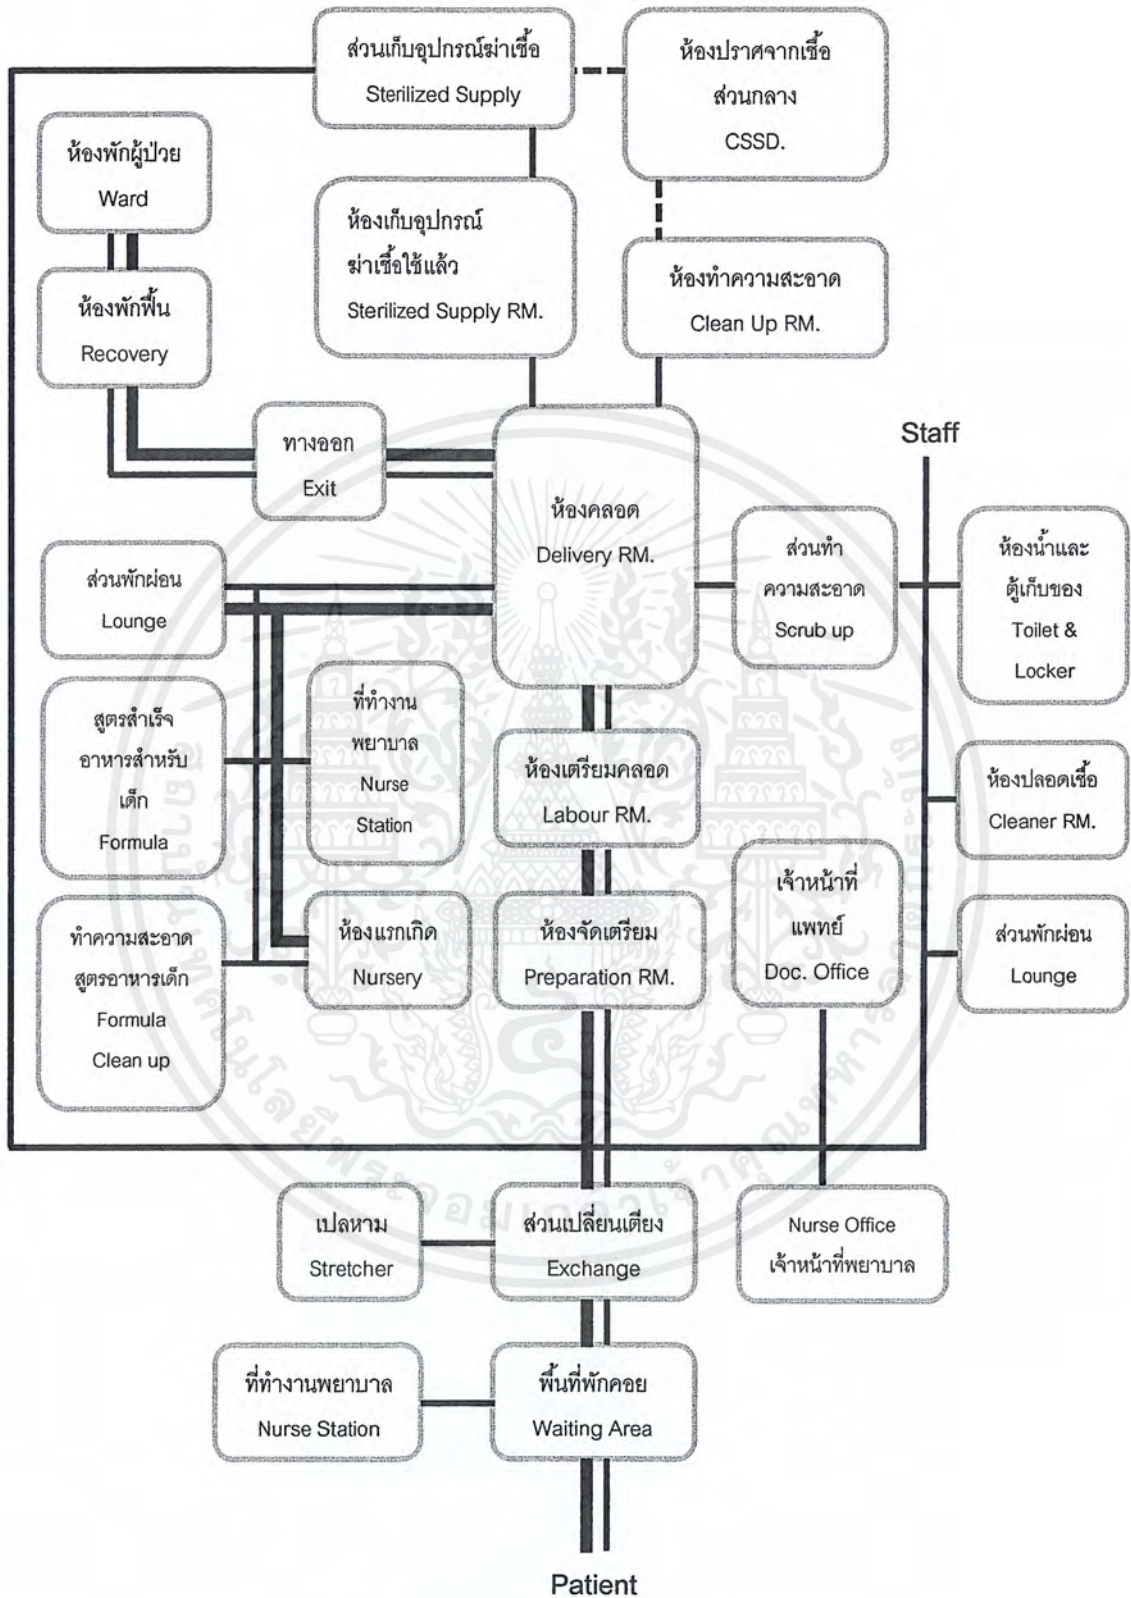 ส่วนเก็บอุปกรณ์ฆ่าเชื้อ
Sterilized Supply
ห้องปราศจากเชื้อ
ส่วนกลาง
CSSD.
ห้องพักผู้ป่วย
Ward
ห้องเก็บอุปกรณ์
ฆ่าเชื้อใช้แล้ว
Sterilized Supply RM.
ห้องทำความสะอาด
Clean Up RM.
ห้องพักฟื้น
Recovery
ทางออก
Exit
ห้องคลอด
Delivery RM.
Staff
ส่วนทำ
ความสะอาด
Scrub up
ห้องน้ำและ
ตู้เก็บของ
Toilet &
Locker
ส่วนพักผ่อน
Lounge
ที่ทำงาน
พยาบาล
Nurse
Station
สูตรสำเร็จ
อาหารสำหรับ
เด็ก
Formula
ห้องเตรียมคลอด
Labour RM.
ห้องปลอดเชื้อ
Cleaner RM.
เจ้าหน้าที่
แพทย์
Doc. Office
ทำความสะอาด
สูตรอาหารเด็ก
Formula
Clean up
ห้องแรกเกิด
Nursery
ห้องจัดเตรียม
Preparation RM.
ส่วนพักผ่อน
Lounge
เปลหาม
Stretcher
ส่วนเปลี่ยนเตียง
Exchange
Nurse Office
เจ้าหน้าที่พยาบาล
ที่ทำงานพยาบาล
Nurse Station
พื้นที่พักคอย
Waiting Area
Patient